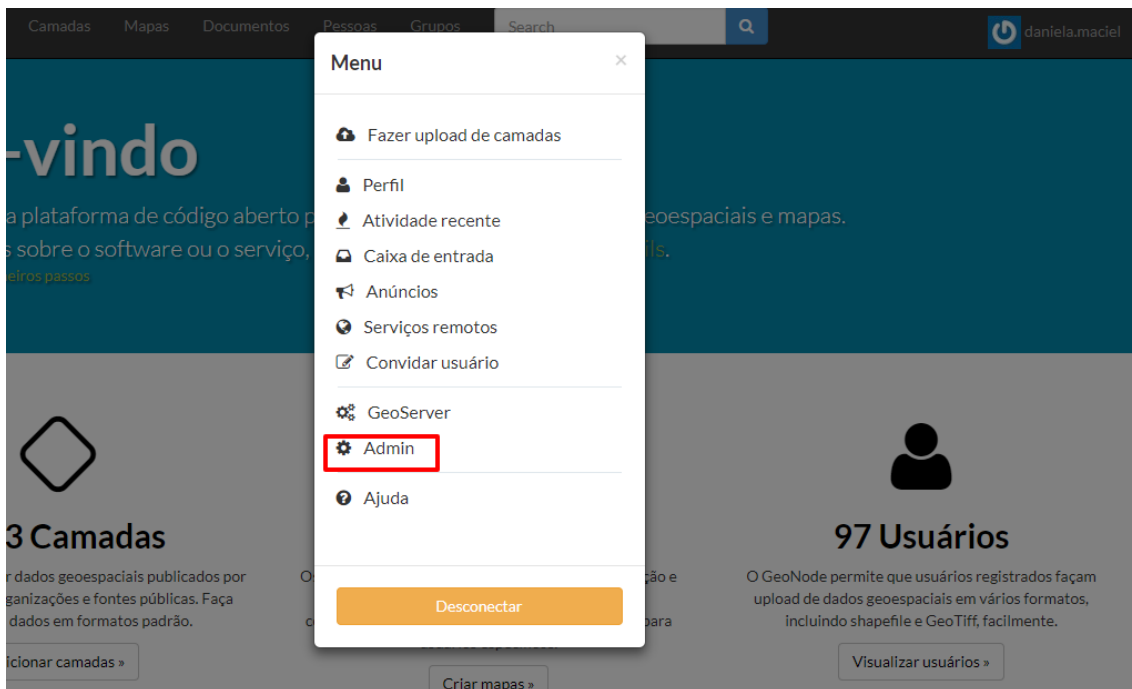 Camadas Mapas Documentos Pessoas Grupos Search daniela.maciel
Menu ×
-vindo
Fazer upload de camadas
Perfil
a plataforma de código aberto p eoespaciais e mapas.
Atividade recente
s sobre o software ou o serviço, ils.
Caixa de entrada
neiros passos
Anúncios
Serviços remotos
Convidar usuário
GeoServer
Admin
Ajuda
3 Camadas
r dados geoespaciais publicados por
ganizações e fontes públicas. Faça
dados em formatos padrão.
icionar camadas »
ção e
para
Desconectar
Criar mapas »
97 Usuários
O GeoNode permite que usuários registrados façam
upload de dados geoespaciais em vários formatos,
incluindo shapefile e GeoTiff, facilmente.
Visualizar usuários »